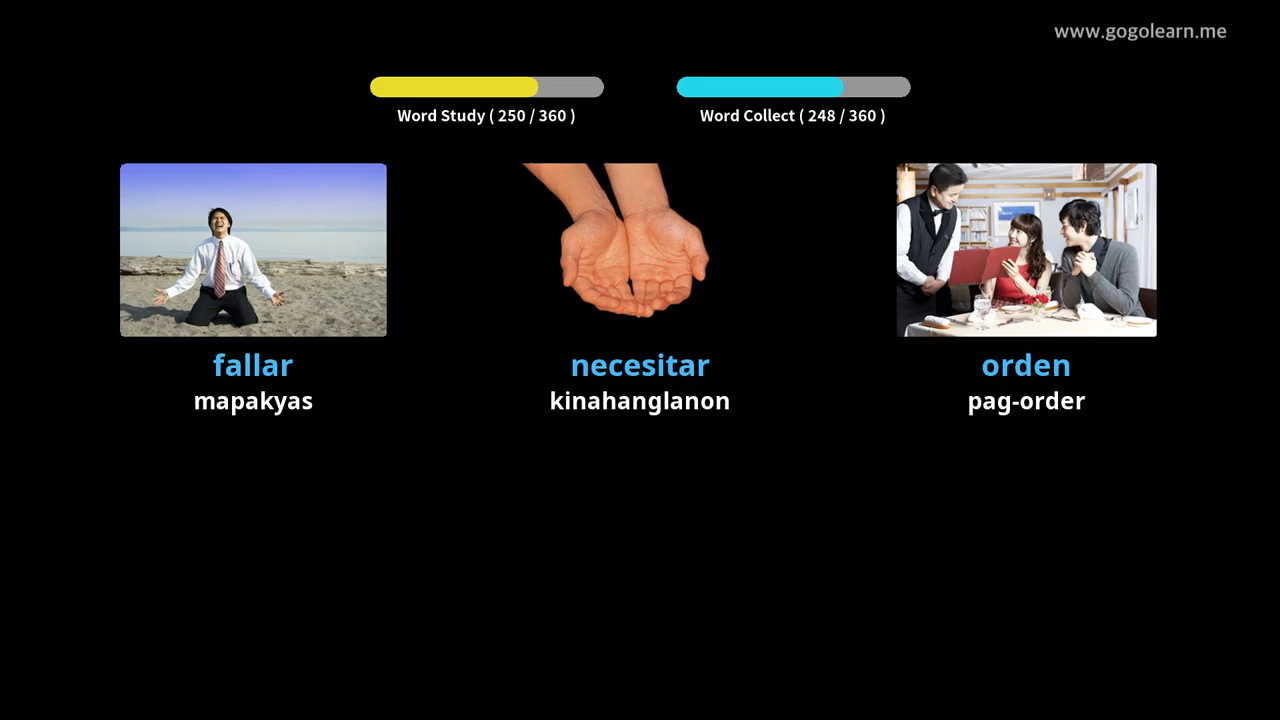 www.gogolearn.me
Word Study ( 250 / 360 )
Word Collect ( 248 / 360 )
fallar
mapakyas
necesitar
kinahanglanon
orden
pag-order